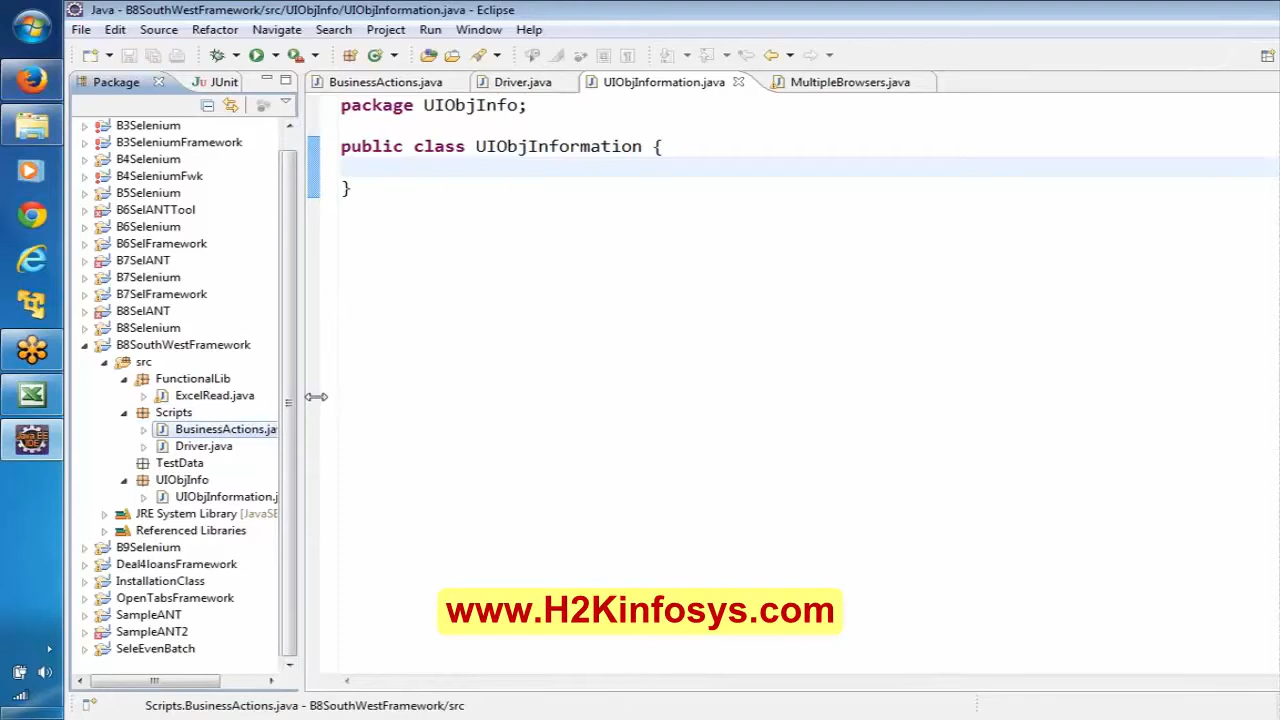 Java - B8SouthWestFramework/src/UIObjInfo/UIObjInformation.java - Eclipse
File Edit Source Refactor Navigate Search Project Run Window Help
Package JUnit
BusinessActions.java Driver.java UIObjInformation.java MultipleBrowsers.java
package UIObjInfo;
public class UIObjInformation {
}
B3Selenium
B3SeleniumFramework
B4Selenium
B4SeleniumFwk
B5Selenium
B6SelANTTool
B6Selenium
B6SelFramework
B7SelANT
B7Selenium
B7SelFramework
B8SelANT
B8Selenium
B8SouthWestFramework
src
FunctionalLib
ExcelRead.java
Scripts
BusinessActions.ja
Driver.java
TestData
UIObjInfo
UIObjInformation.j
JRE System Library [JavaSE
Referenced Libraries
B9Selenium
Deal4loansFramework
InstallationClass
OpenTabsFramework
SampleANT
SampleANT2
SeleEvenBatch
www.H2Kinfosys.com
Scripts.BusinessActions.java - B8SouthWestFramework/src